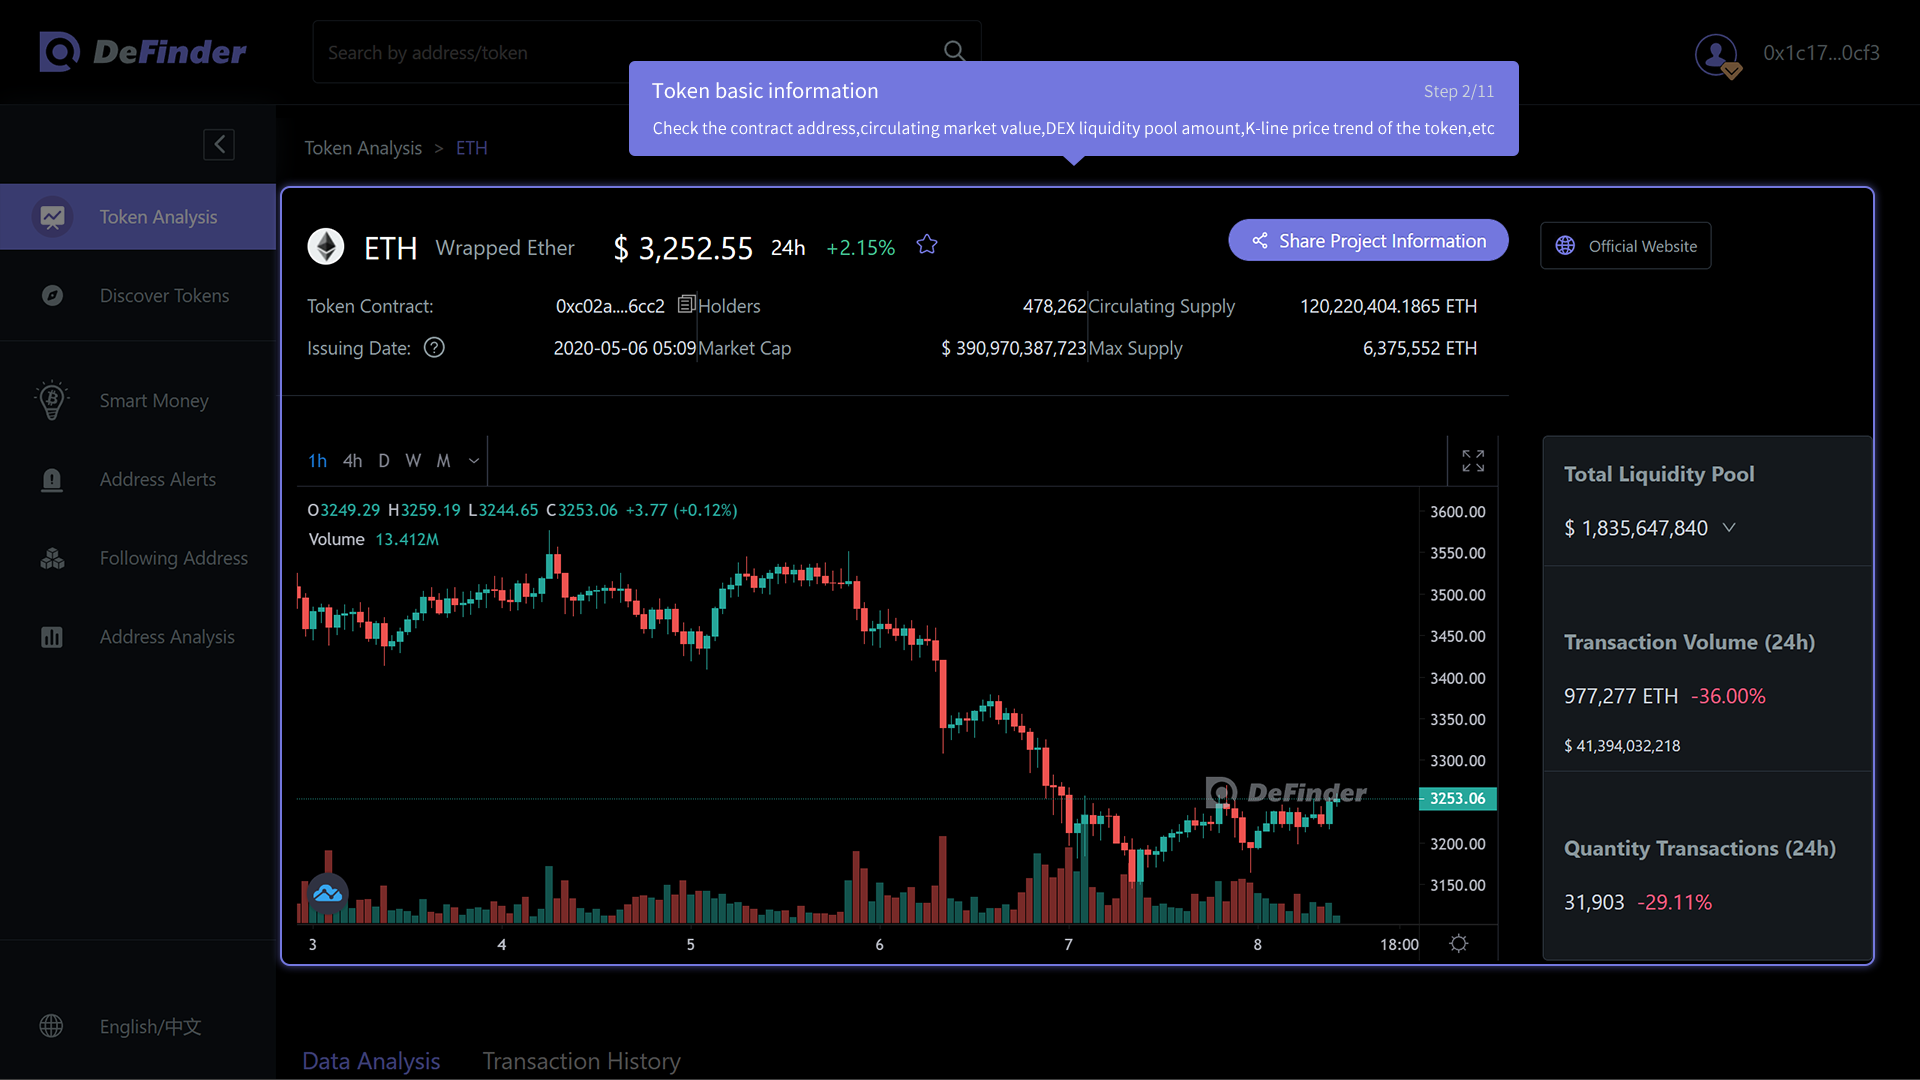 DeFinder
Search by address/token
0x1c17...0cf3
Token basic information
Step 2/11
Check the contract address,circulating market value,DEX liquidity pool amount,K-line price trend of the token,etc
Token Analysis > ETH
Token Analysis
Discover Tokens
Smart Money
Address Alerts
Following Address
Address Analysis
English/中文
ETH Wrapped Ether $ 3,252.55 24h +2.15%
Share Project Information
Official Website
Token Contract: 0xc02a....6cc2 Holders 478,262 Circulating Supply 120,220,404.1865 ETH
Issuing Date: ? 2020-05-06 05:09 Market Cap $ 390,970,387,723 Max Supply 6,375,552 ETH
1h 4h D W M
O3249.29 H3259.19 L3244.65 C3253.06 +3.77 (+0.12%)
Volume 13.412M
3600.00
3550.00
3500.00
3450.00
3400.00
3350.00
3300.00
3253.06
3200.00
3150.00
DeFinder
3 4 5 6 7 8 18:00
Total Liquidity Pool
$ 1,835,647,840
Transaction Volume (24h)
977,277 ETH -36.00%
$ 41,394,032,218
Quantity Transactions (24h)
31,903 -29.11%
Data Analysis
Transaction History